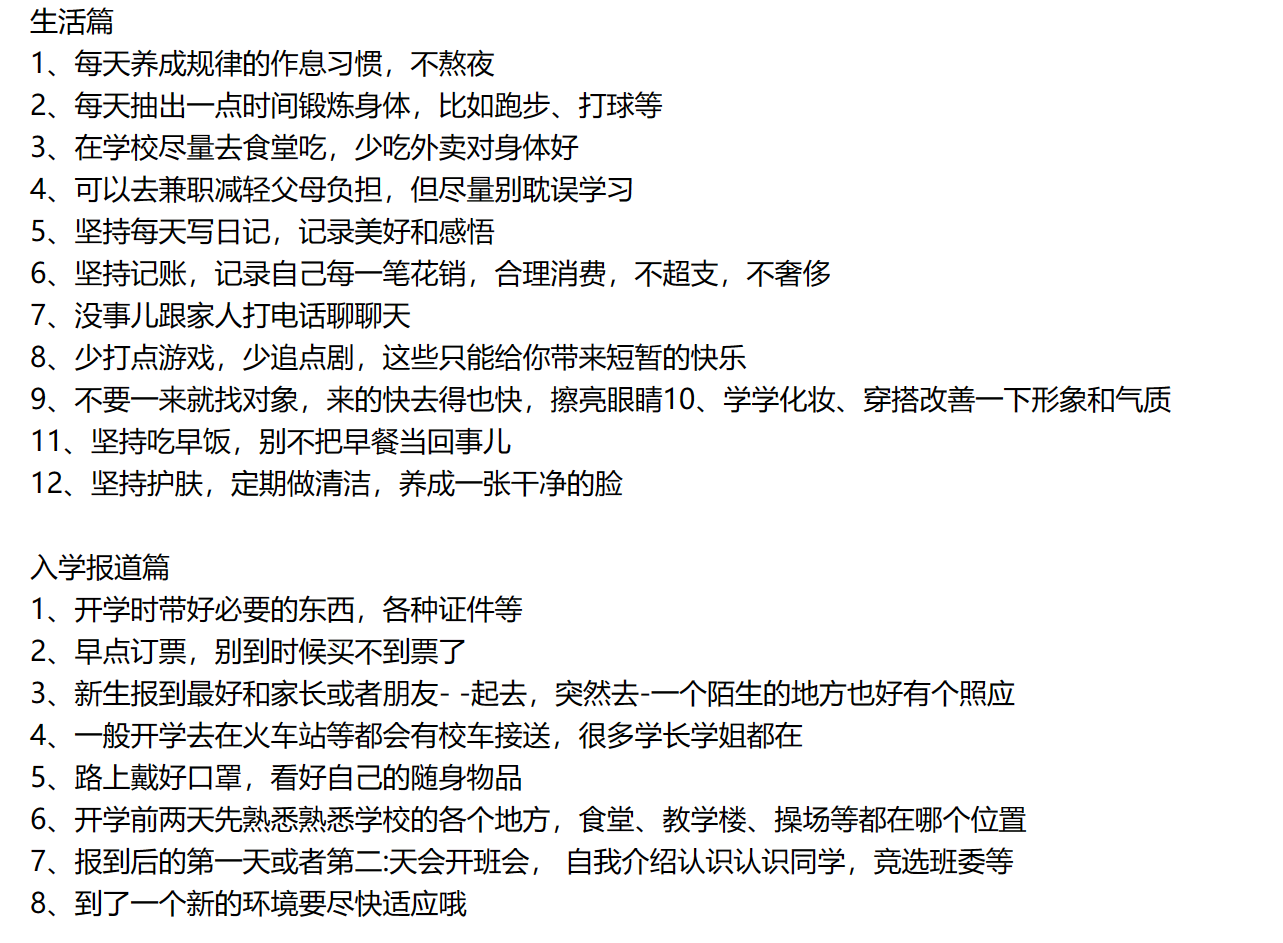 生活篇
1、每天养成规律的作息习惯，不熬夜
2、每天抽出一点时间锻炼身体，比如跑步、打球等
3、在学校尽量去食堂吃，少吃外卖对身体好
4、可以去兼职减轻父母负担，但尽量别耽误学习
5、坚持每天写日记，记录美好和感悟
6、坚持记账，记录自己每一笔花销，合理消费，不超支，不奢侈
7、没事儿跟家人打电话聊聊天
8、少打点游戏，少追点剧，这些只能给你带来短暂的快乐
9、不要一来就找对象，来的快去得也快，擦亮眼睛10、学学化妆、穿搭改善一下形象和气质
11、坚持吃早饭，别不把早餐当回事儿
12、坚持护肤，定期做清洁，养成一张干净的脸
入学报道篇
1、开学时带好必要的东西，各种证件等
2、早点订票，别到时候买不到票了
3、新生报到最好和家长或者朋友- -起去，突然去-一个陌生的地方也好有个照应
4、一般开学去在火车站等都会有校车接送，很多学长学姐都在
5、路上戴好口罩，看好自己的随身物品
6、开学前两天先熟悉熟悉学校的各个地方，食堂、教学楼、操场等都在哪个位置
7、报到后的第一天或者第二:天会开班会， 自我介绍认识认识同学，竞选班委等
8、到了一个新的环境要尽快适应哦